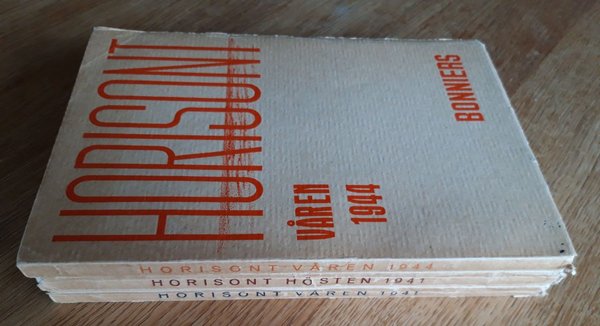 HORISONT
VÅREN
1944
BONNIERS
HORISONT VÅREN 1944
HORISONT HÖSTEN 1941
HORISONT VÅREN 1941